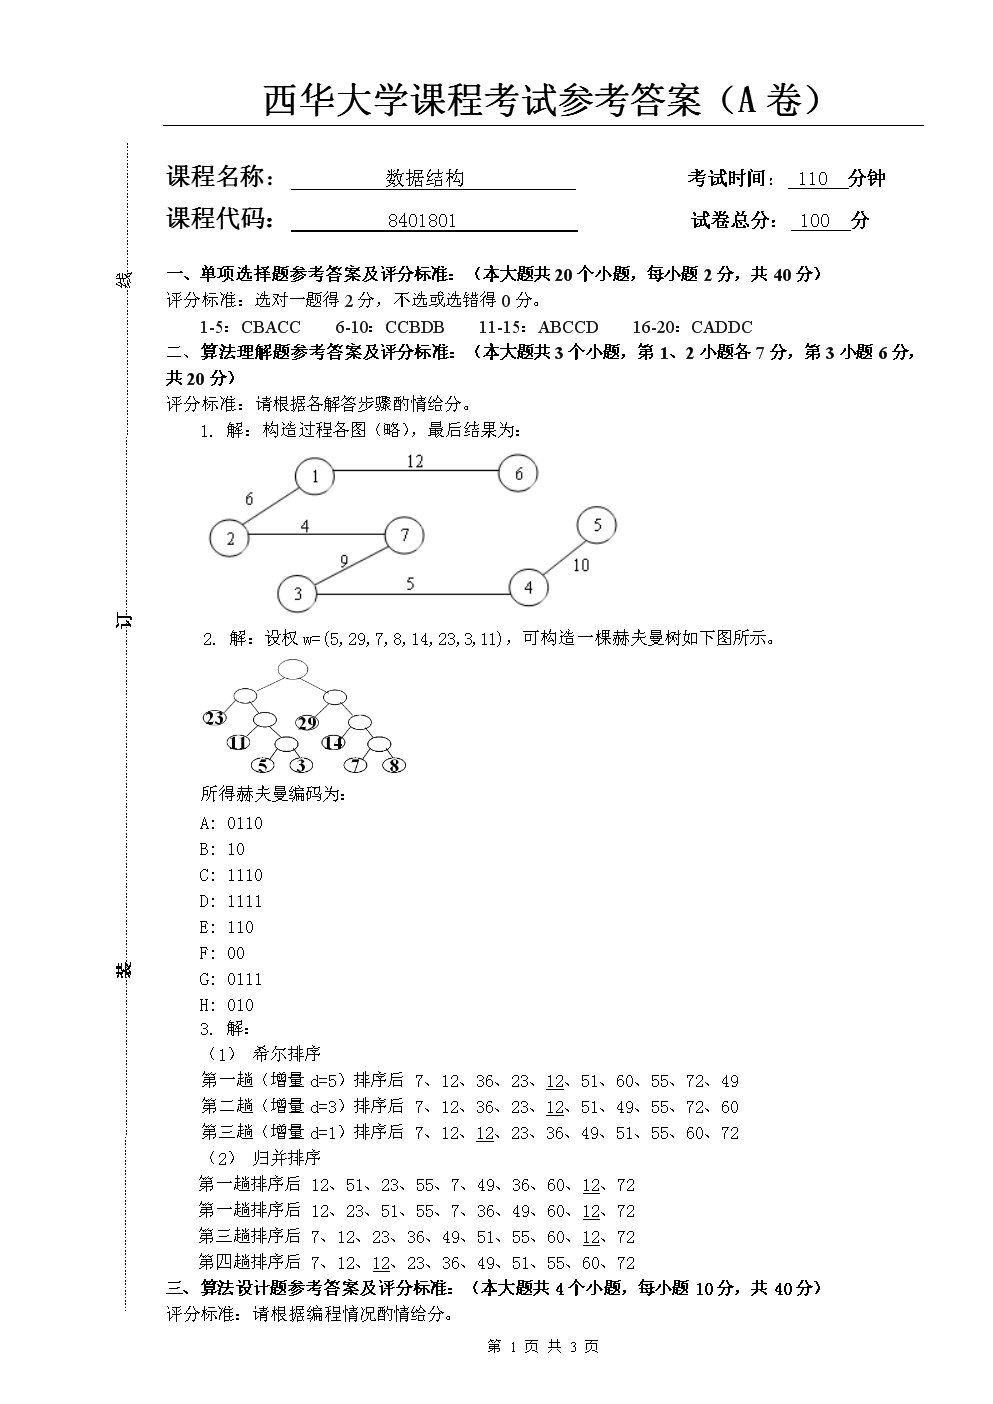 西华大学课程考试参考答案（A 卷）
课程名称： 数据结构 考试时间： 110 分钟
课程代码： 8401801 试卷总分： 100 分
一、单项选择题参考答案及评分标准：（本大题共 20 个小题，每小题 2 分，共 40 分）
评分标准：选对一题得 2 分，不选或选错得 0 分。
1-5：CBACC 6-10：CCBDB 11-15：ABCCD 16-20：CADDC
二、算法理解题参考答案及评分标准：（本大题共 3 个小题，第 1、2 小题各 7 分，第 3 小题 6 分，
共 20 分）
评分标准：请根据各解答步骤酌情给分。
1. 解：构造过程各图（略），最后结果为：
12
1
6
6
2
4
7
5
9
10
3
5
4
2. 解：设权 w=(5,29,7,8,14,23,3,11)，可构造一棵赫夫曼树如下图所示。
23
29
11
14
5
3
7
8
所得赫夫曼编码为：
A: 0110
B: 10
C: 1110
D: 1111
E: 110
F: 00
G: 0111
H: 010
3. 解：
（1） 希尔排序
第一趟（增量 d=5）排序后 7、12、36、23、12、51、60、55、72、49
第二趟（增量 d=3）排序后 7、12、36、23、12、51、49、55、72、60
第三趟（增量 d=1）排序后 7、12、12、23、36、49、51、55、60、72
（2） 归并排序
第一趟排序后 12、51、23、55、7、49、36、60、12、72
第一趟排序后 12、23、51、55、7、36、49、60、12、72
第三趟排序后 7、12、23、36、49、51、55、60、12、72
第四趟排序后 7、12、12、23、36、49、51、55、60、72
三、算法设计题参考答案及评分标准：（本大题共 4 个小题，每小题 10 分，共 40 分）
评分标准：请根据编程情况酌情给分。
第 1 页 共 3 页
线
订
装